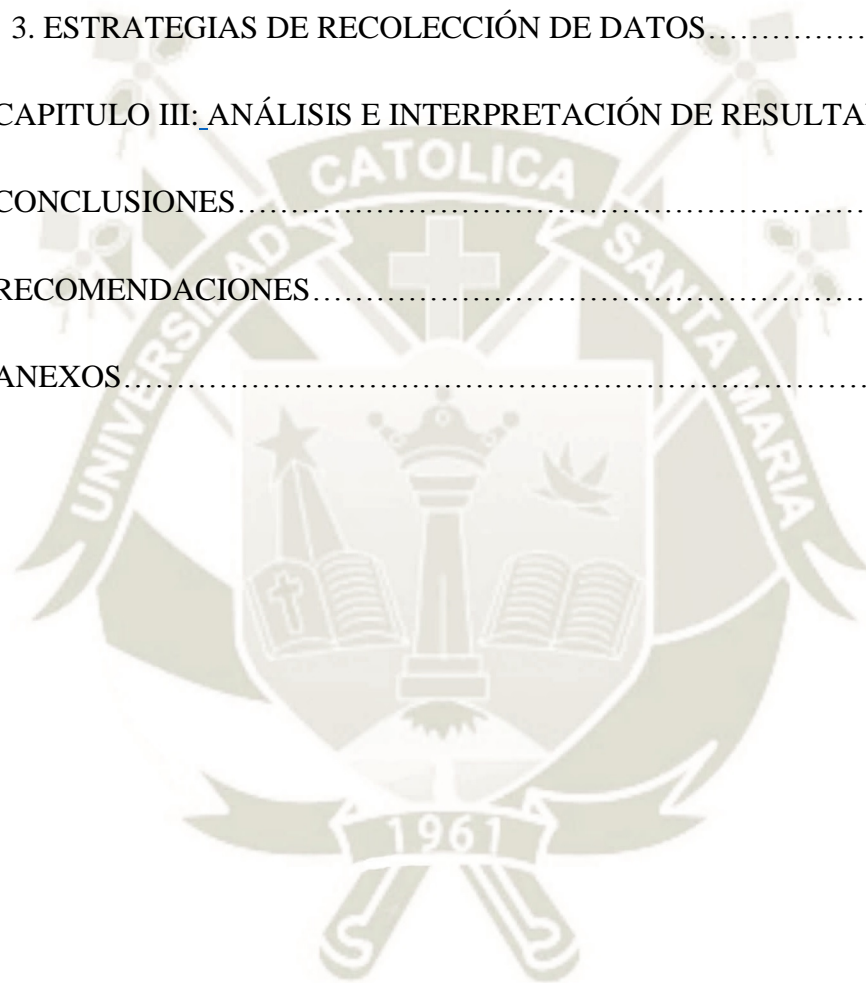 3. ESTRATEGIAS DE RECOLECCIÓN DE DATOS……………
CAPITULO III: ANÁLISIS E INTERPRETACIÓN DE RESULTA
CONCLUSIONES……………………………………………………
RECOMENDACIONES………………………………………………
ANEXOS………………………………………………………………
UNIVERSIDAD CATOLICA SANTA MARIA
1961